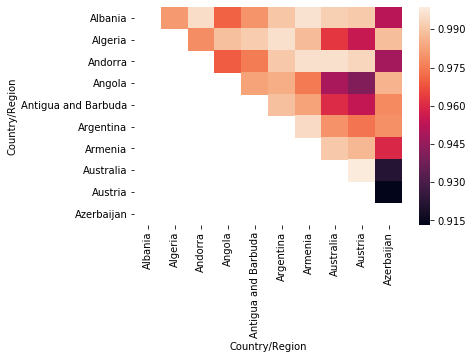 Country/Region
Albania
Algeria
Andorra
Angola
Antigua and Barbuda
Argentina
Armenia
Australia
Austria
Azerbaijan
Albania
Algeria
Andorra
Angola
Antigua and Barbuda
Argentina
Armenia
Australia
Austria
Azerbaijan
Country/Region
0.990
0.975
0.960
0.945
0.930
0.915